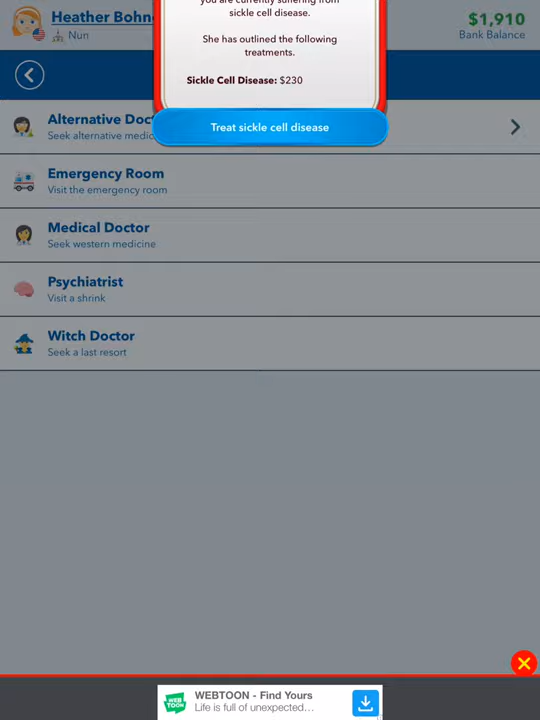 you are currently suffering from
Heather Bohn
$1,910
sickle cell disease.
Nun
Bank Balance
She has outlined the following
treatments.
Sickle Cell Disease: $230
Treat sickle cell disease
Alternative Doct
Seek alternative medic
Emergency Room
Visit the emergency room
Medical Doctor
Seek western medicine
Psychiatrist
Visit a shrink
Witch Doctor
Seek a last resort
WEB
TOON
WEBTOON - Find Yours
Life is full of unexpected…